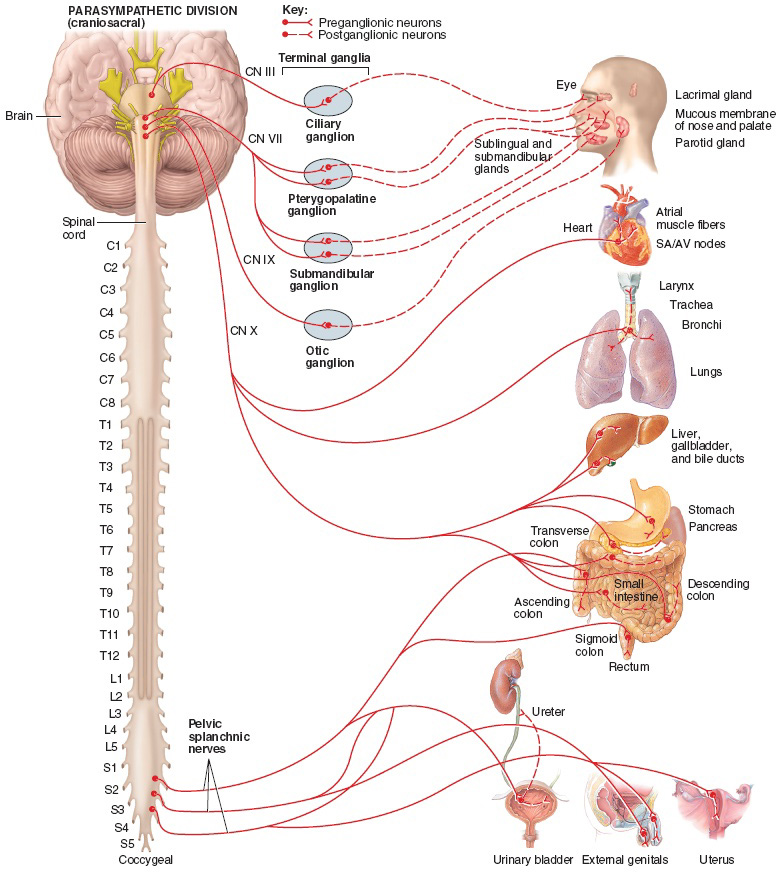 PARASYMPATHETIC DIVISION
(craniosacral)
Key:
Preganglionic neurons
Postganglionic neurons
Terminal ganglia
CN III
Eye
Lacrimal gland
Brain
Ciliary
ganglion
Mucous membrane
of nose and palate
CN VII
Sublingual and
submandibular
glands
Parotid gland
Pterygopalatine
ganglion
Spinal
cord
Heart
Atrial
muscle fibers
SA/AV nodes
CN IX
Submandibular
ganglion
Larynx
Trachea
Bronchi
CN X
Otic
ganglion
Lungs
C1
C2
C3
C4
C5
C6
C7
C8
T1
T2
T3
T4
T5
T6
T7
T8
T9
T10
T11
T12
L1
L2
L3
L4
L5
S1
S2
S3
S4
S5
Coccygeal
Liver,
gallbladder,
and bile ducts
Stomach
Pancreas
Transverse
colon
Small
intestine
Descending
colon
Ascending
colon
Sigmoid
colon
Rectum
Pelvic
splanchnic
nerves
Ureter
Urinary bladder
External genitals
Uterus